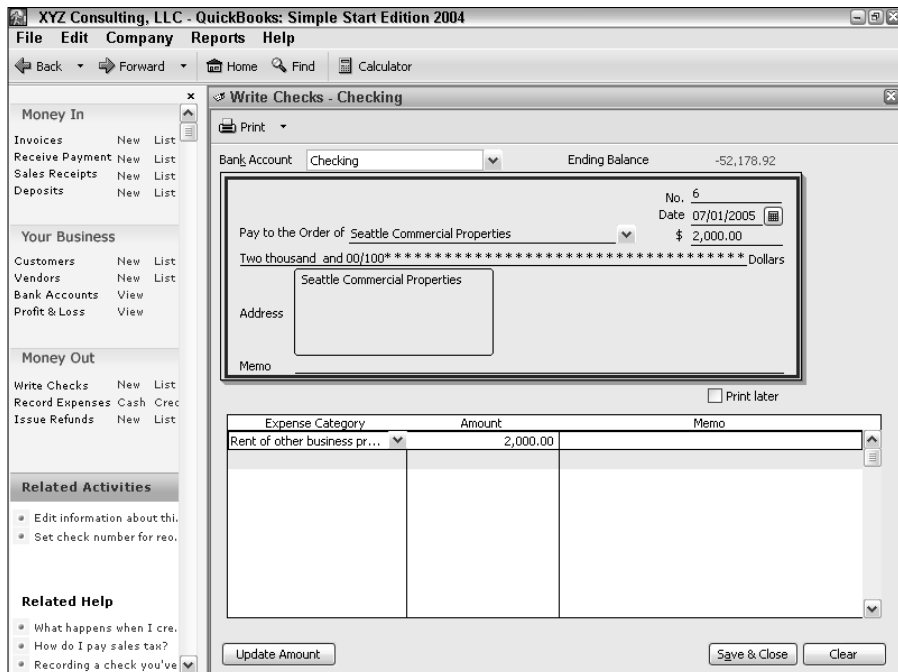 XYZ Consulting, LLC - QuickBooks: Simple Start Edition 2004
File Edit Company Reports Help
Back Forward Home Find Calculator
Money In
Invoices New List
Receive Payment New List
Sales Receipts New List
Deposits New List
Your Business
Customers New List
Vendors New List
Bank Accounts View
Profit & Loss View
Money Out
Write Checks New List
Record Expenses Cash Crec
Issue Refunds New List
Related Activities
Edit information about thi.
Set check number for reo.
Related Help
What happens when I cre.
How do I pay sales tax?
Recording a check you've
Write Checks - Checking
Print
Bank Account Checking Ending Balance -52,178.92
No. 6
Date 07/01/2005
Pay to the Order of Seattle Commercial Properties $ 2,000.00
Two thousand and 00/100* * * * * * * * * * * * * * * * * * * * * * * * * * * * * * * * * * * * * * * * * Dollars
Seattle Commercial Properties
Address
Memo
Print later
Expense Category Amount Memo
Rent of other business pr... 2,000.00
Update Amount Save & Close Clear